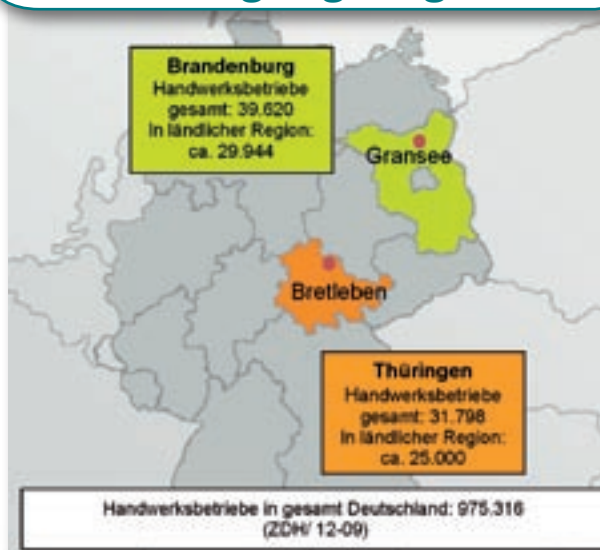 Brandenburg
Handwerksbetriebe
gesamt: 39.620
In ländlicher Region:
ca. 29.944
Gransee
Bretleben
Thüringen
Handwerksbetriebe
gesamt: 31.798
In ländlicher Region:
ca. 25.000
Handwerksbetriebe in gesamt Deutschland: 975.316
(ZDH/ 12-09)